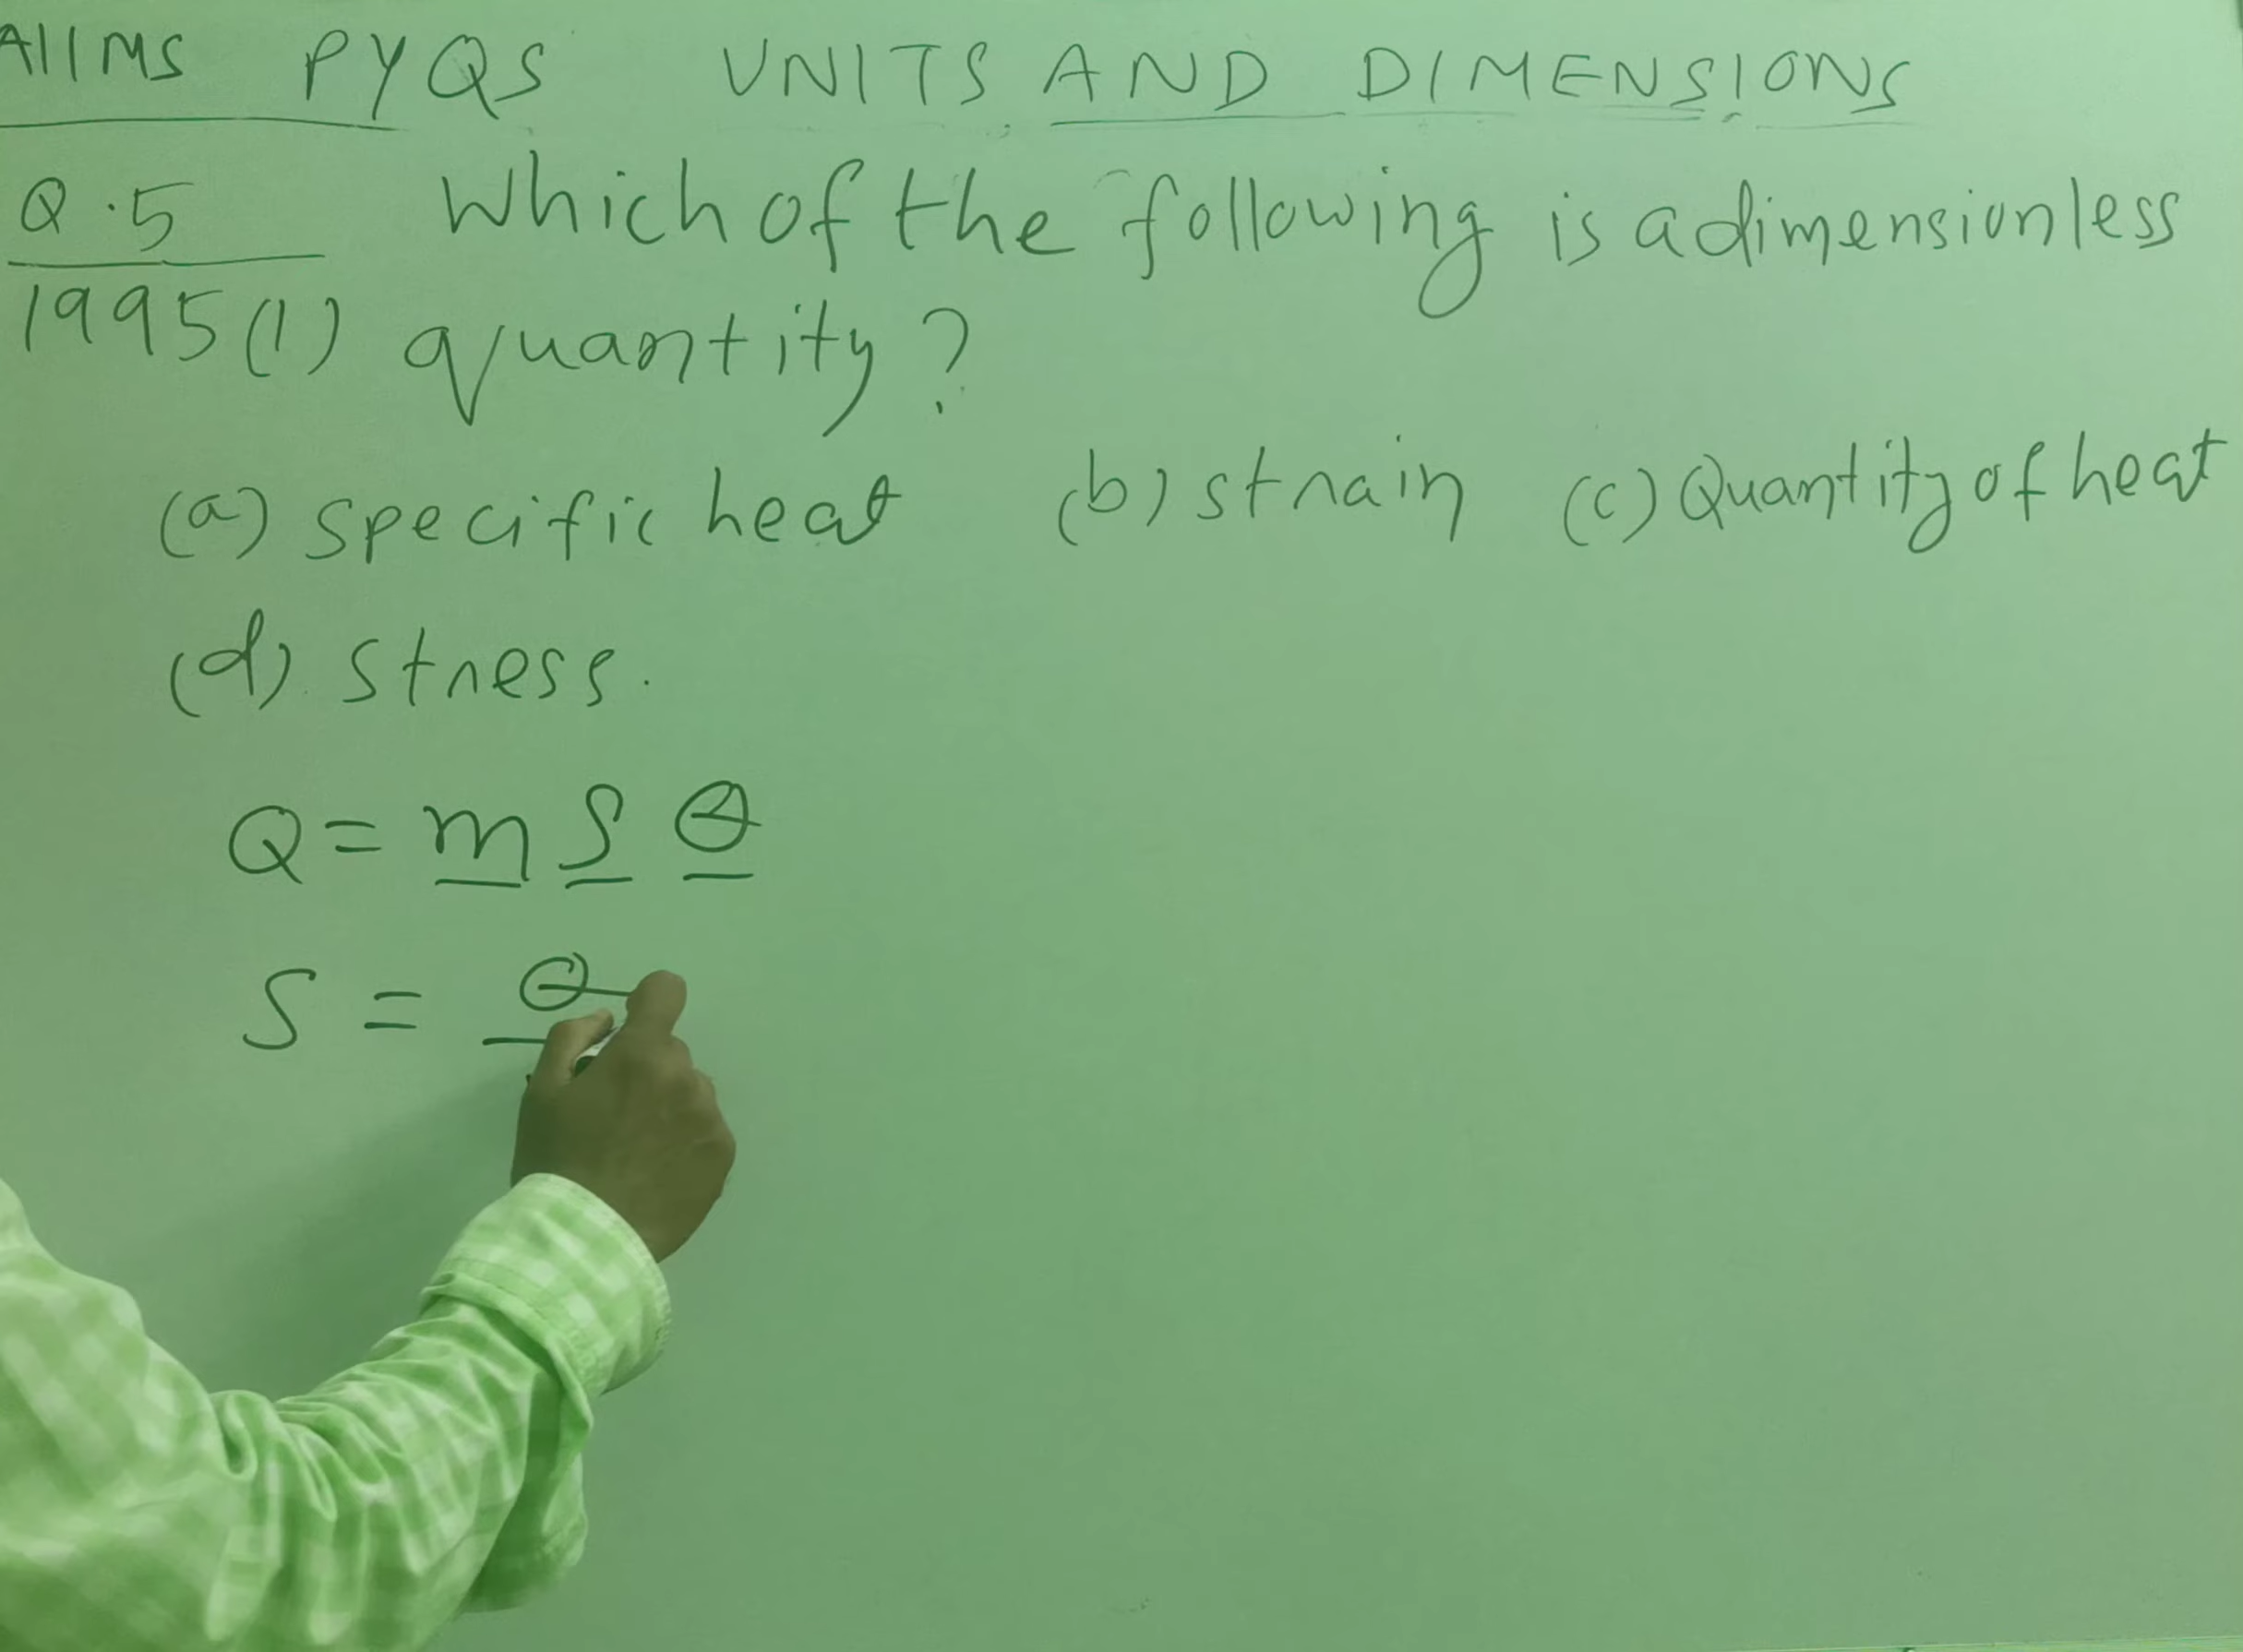 AIIMS PYQS UNITS AND DIMENSIONS
Q.5 Which of the following is a dimensionless
1995(1) quantity?
(a) specific heat (b) strain (c) Quantity of heat
(d) stress.
Q = m S θ
S = Q